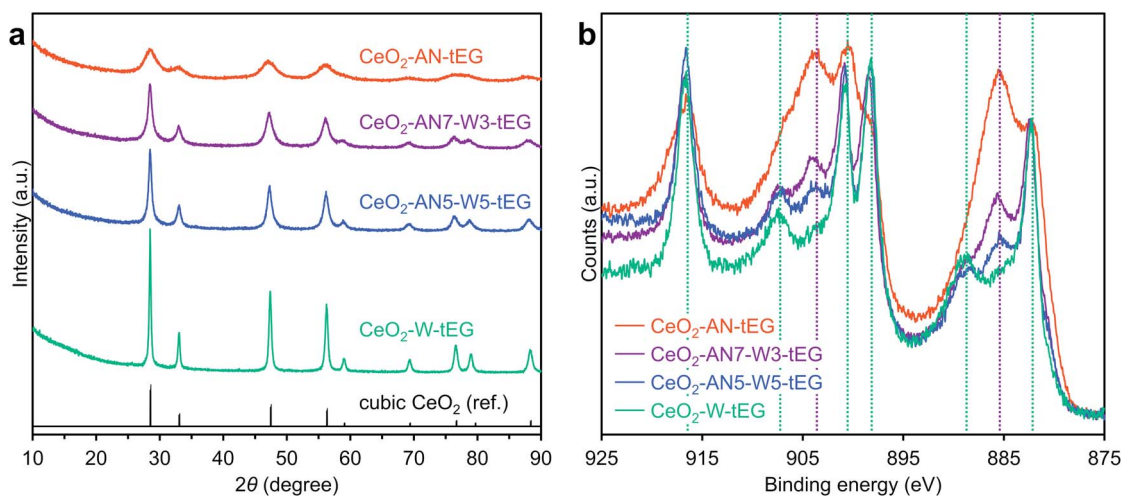 a
CeO₂-AN-tEG
CeO₂-AN7-W3-tEG
CeO₂-AN5-W5-tEG
CeO₂-W-tEG
cubic CeO₂ (ref.)
Intensity (a.u.)
10 20 30 40 50 60 70 80 90
2θ (degree)
b
Counts (a.u.)
CeO₂-AN-tEG
CeO₂-AN7-W3-tEG
CeO₂-AN5-W5-tEG
CeO₂-W-tEG
925 915 905 895 885 875
Binding energy (eV)